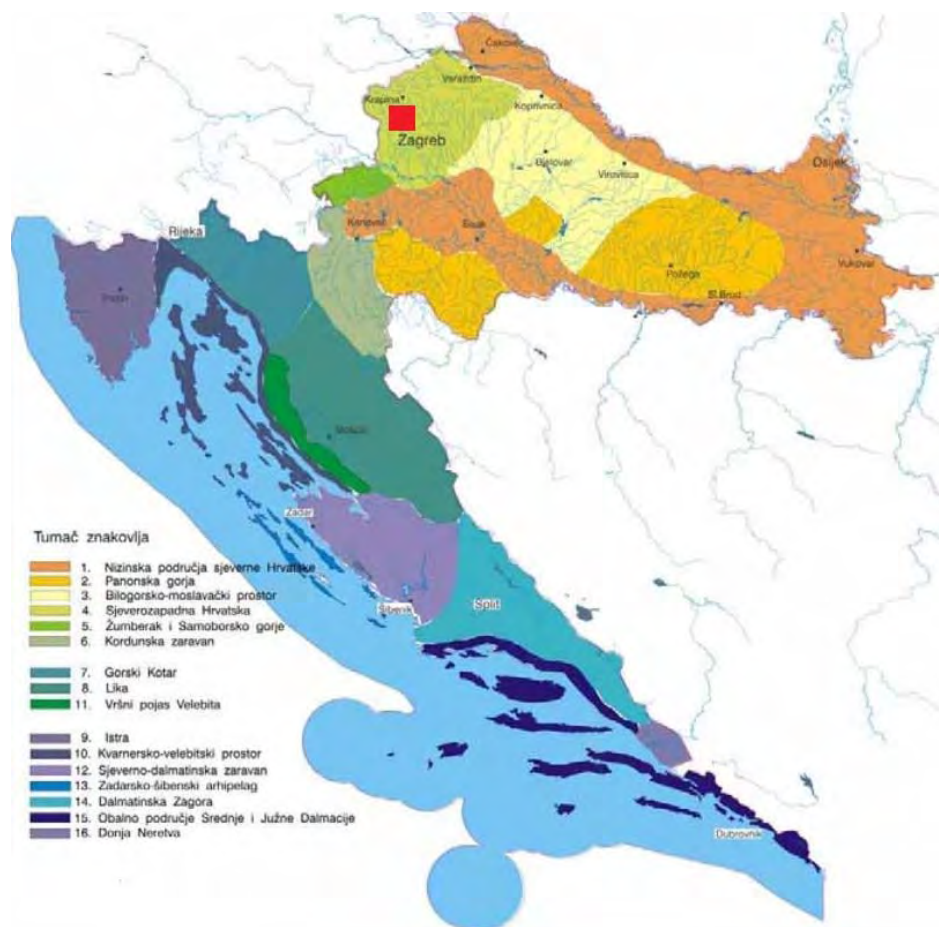 Čakovec
Varaždin
Krapina
Koprivnica
Zagreb
Bjelovar
Virovitica
Osijek
Karlovac
Sisak
Rijeka
Vukovar
Požega
Sl.Brod
Pazin
Gospić
Zadar
Tumač znakovlja
1. Nizinska područja sjeverne Hrvatske
2. Panonska gorja
3. Bilogorsko-moslavački prostor
4. Sjeverozapadna Hrvatska
5. Žumberak i Samoborsko gorje
6. Kordunska zaravan
Šibenik
Split
7. Gorski Kotar
8. Lika
11. Vršni pojas Velebita
9. Istra
10. Kvarnersko-velebitski prostor
12. Sjeverno-dalmatinska zaravan
13. Zadarsko-šibenski arhipelag
14. Dalmatinska Zagora
15. Obalno područje Srednje i Južne Dalmacije
16. Donja Neretva
Dubrovnik